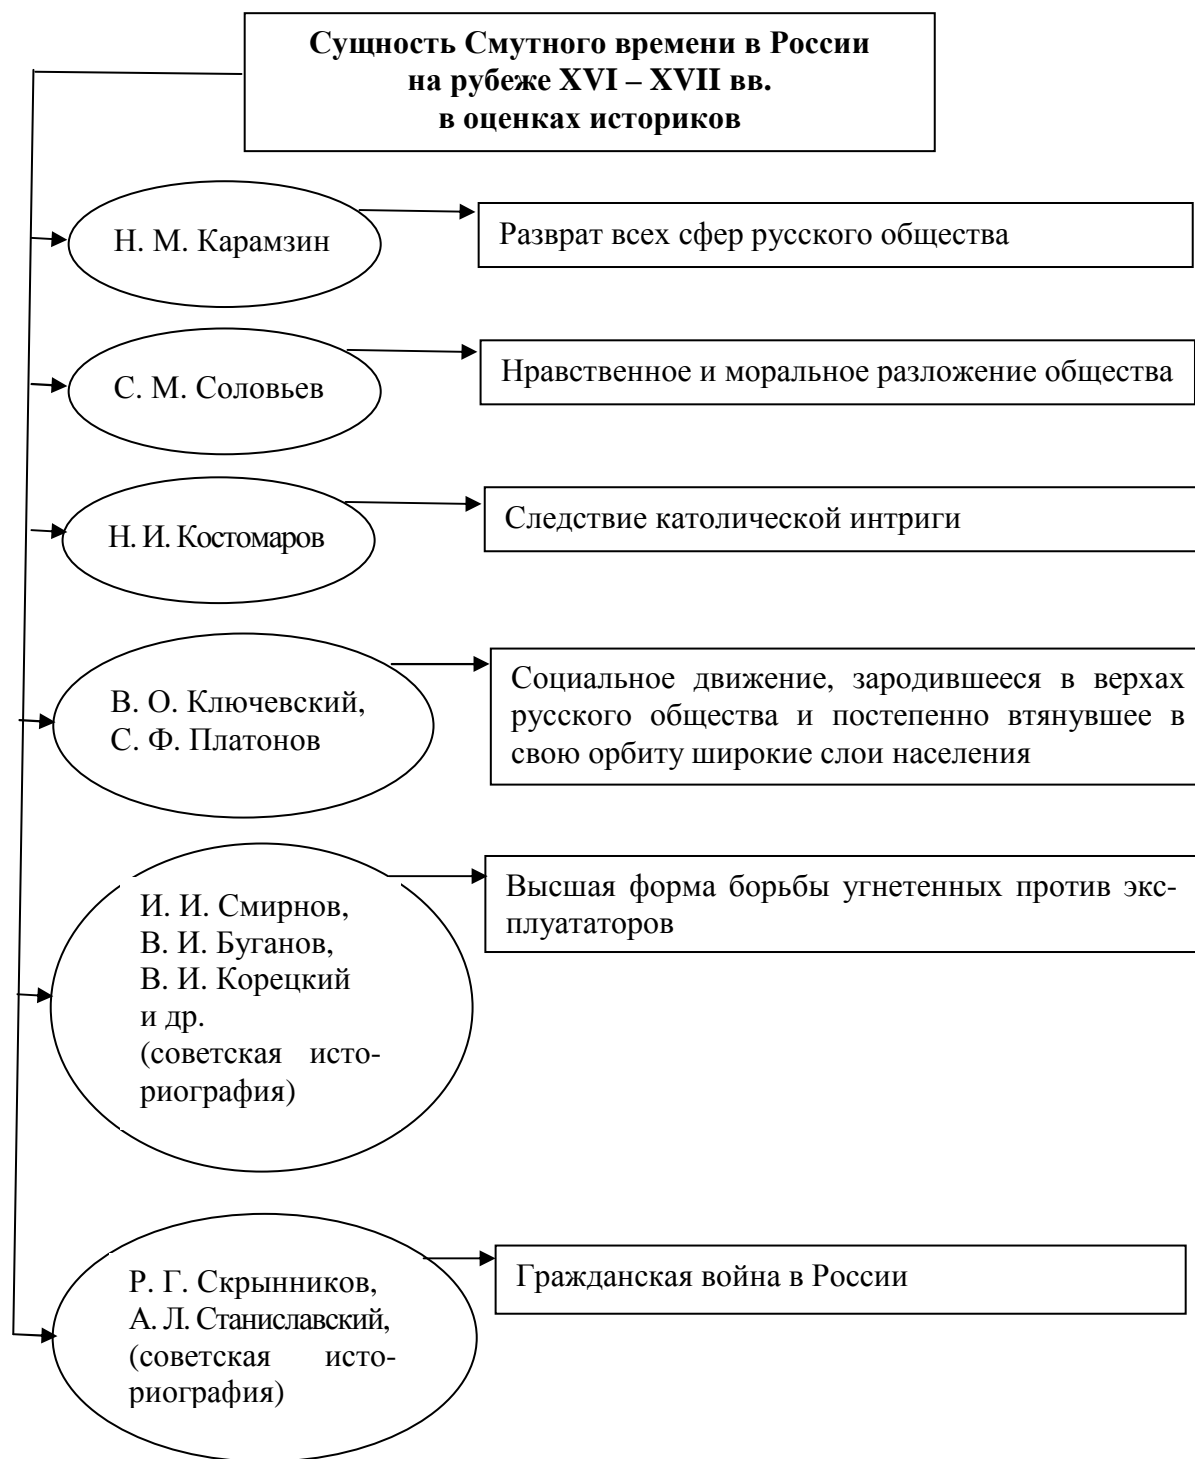 Сущность Смутного времени в России
на рубеже XVI – XVII вв.
в оценках историков
Н. М. Карамзин
Разврат всех сфер русского общества
С. М. Соловьев
Нравственное и моральное разложение общества
Н. И. Костомаров
Следствие католической интриги
В. О. Ключевский,
С. Ф. Платонов
Социальное движение, зародившееся в верхах
русского общества и постепенно втянувшее в
свою орбиту широкие слои населения
И. И. Смирнов,
В. И. Буганов,
В. И. Корецкий
и др.
(советская исто-
риография)
Высшая форма борьбы угнетенных против экс-
плуататоров
Р. Г. Скрынников,
А. Л. Станиславский,
(советская исто-
риография)
Гражданская война в России